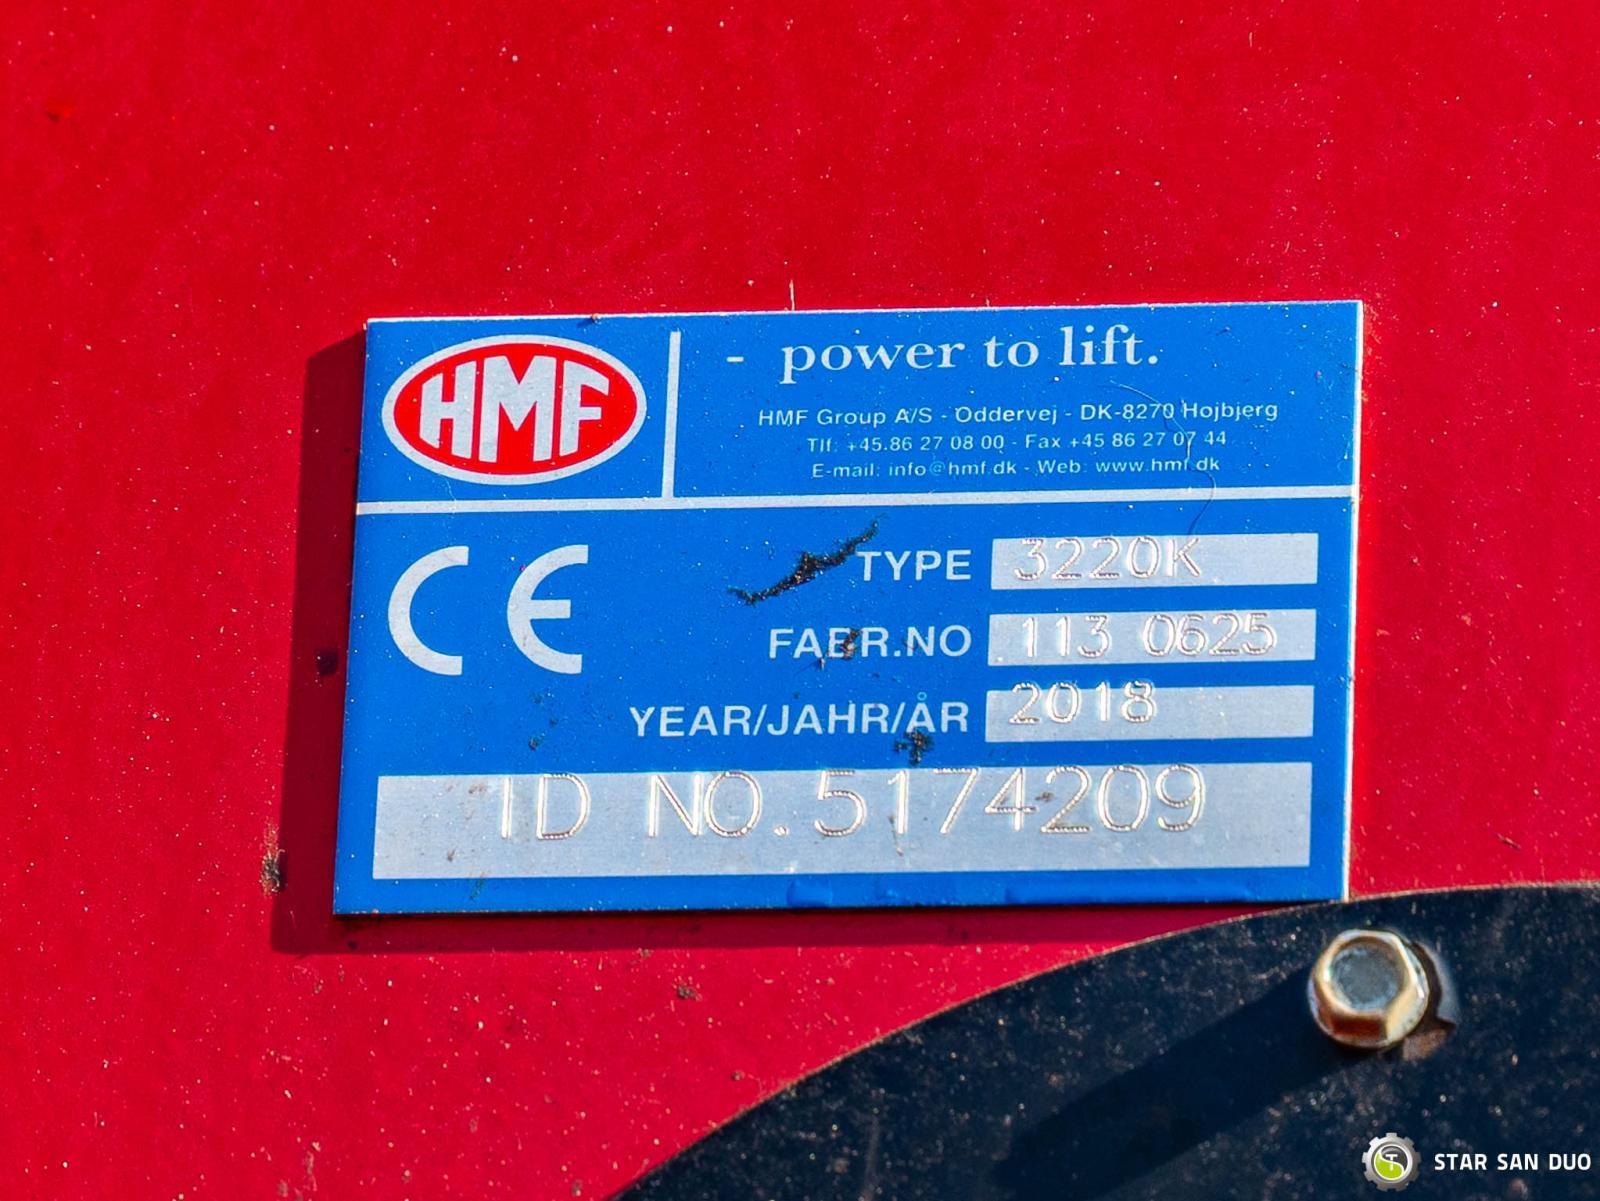 HMF
- power to lift.
HMF Group A/S - Oddervej - DK-8270 Hojbjerg
Tlf: +45.86 27 08 00 - Fax +45 86 27 07 44
E-mail: info@hmf.dk - Web: www.hmf.dk
CE
TYPE 3220K
FABR.NO 113 0625
YEAR/JAHR/ÅR 2018
ID NO.5174209
STAR SAN DUO